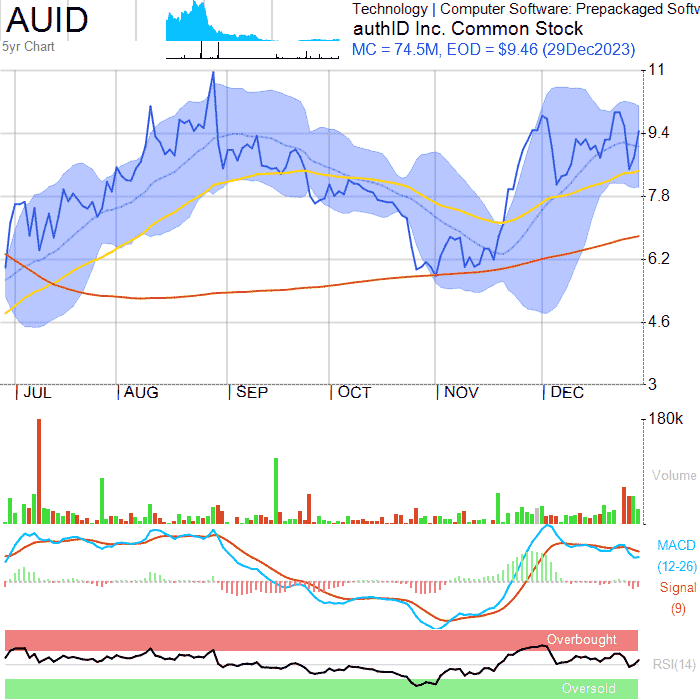 AUID
5yr Chart
Technology | Computer Software: Prepackaged Softw
authID Inc. Common Stock
MC = 74.5M, EOD = $9.46 (29Dec2023)
11
9.4
7.8
6.2
4.6
3
JUL AUG SEP OCT NOV DEC
180k
Volume
MACD
(12-26)
Signal
(9)
Overbought
RSI(14)
Oversold